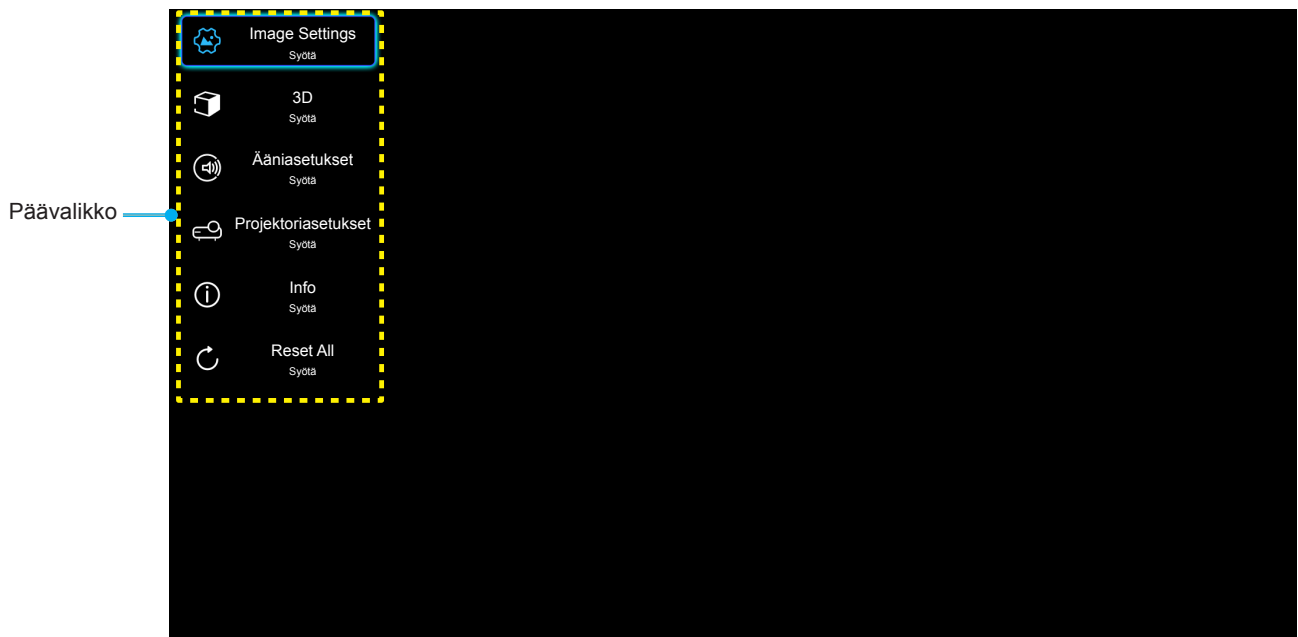 Image Settings
Syötä
3D
Syötä
Ääniasetukset
Syötä
Päävalikko
Projektoriasetukset
Syötä
Info
Syötä
Reset All
Syötä